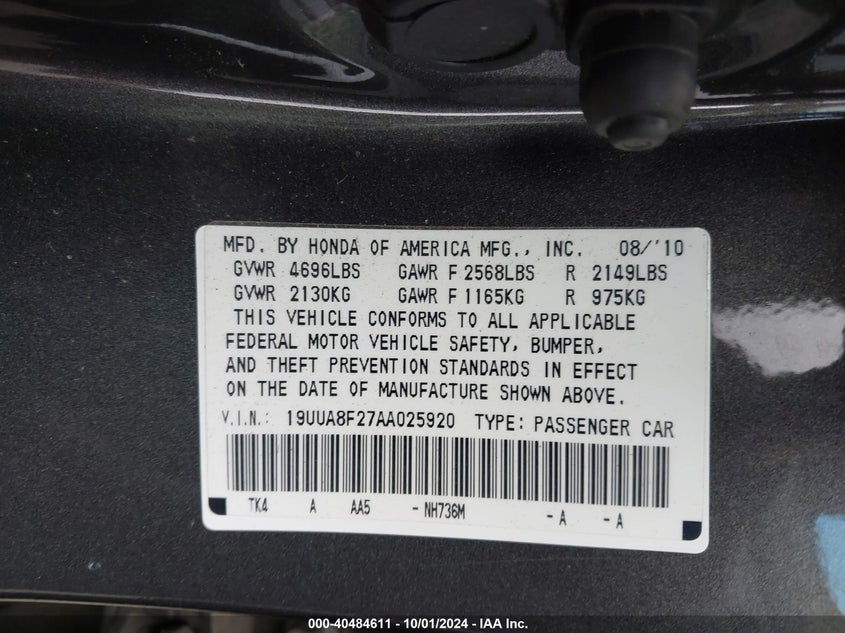 MFD. BY HONDA OF AMERICA MFG., INC. 08/'10
GVWR 4696LBS GAWR F 2568LBS R 2149LBS
GVWR 2130KG GAWR F 1165KG R 975KG
THIS VEHICLE CONFORMS TO ALL APPLICABLE
FEDERAL MOTOR VEHICLE SAFETY, BUMPER,
AND THEFT PREVENTION STANDARDS IN EFFECT
ON THE DATE OF MANUFACTURE SHOWN ABOVE.
V.I.N.: 19UUA8F27AA025920 TYPE: PASSENGER CAR
TK4 A AA5 - NH736M - A - A
000-40484611 - 10/01/2024 - IAA Inc.